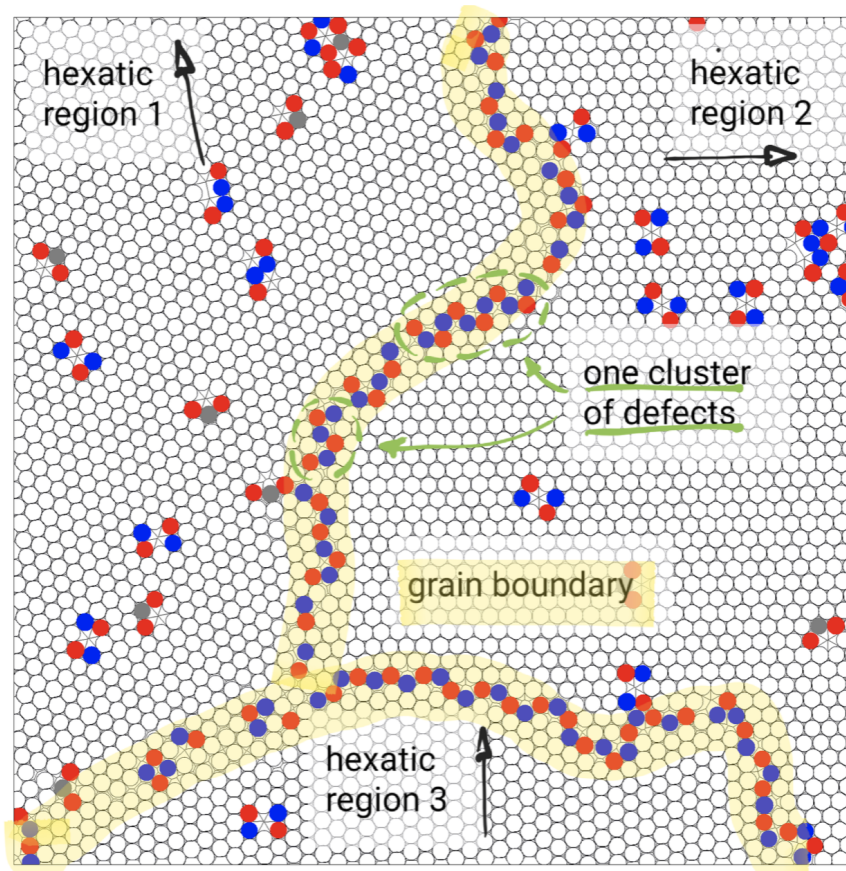 hexatic
region 1
hexatic
region 2
one cluster
of defects
grain boundary
hexatic
region 3